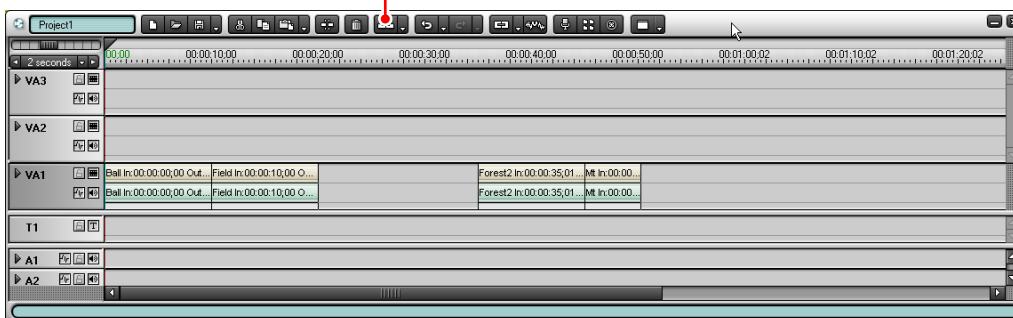 Project1
00:00 00:00:10;00 00:00:20;00 00:00:30;00 00:00:40;00 00:00:50;00 00:01:00;02 00:01:10;02 00:01:20;02
2 seconds
VA3
VA2
VA1 Ball In:00:00:00;00 Out... Field In:00:00:10;00 O... Forest2 In:00:00:35;01... Mt In:00:00...
Ball In:00:00:00;00 Out... Field In:00:00:10;00 O... Forest2 In:00:00:35;01... Mt In:00:00...
T1 T
A1
A2